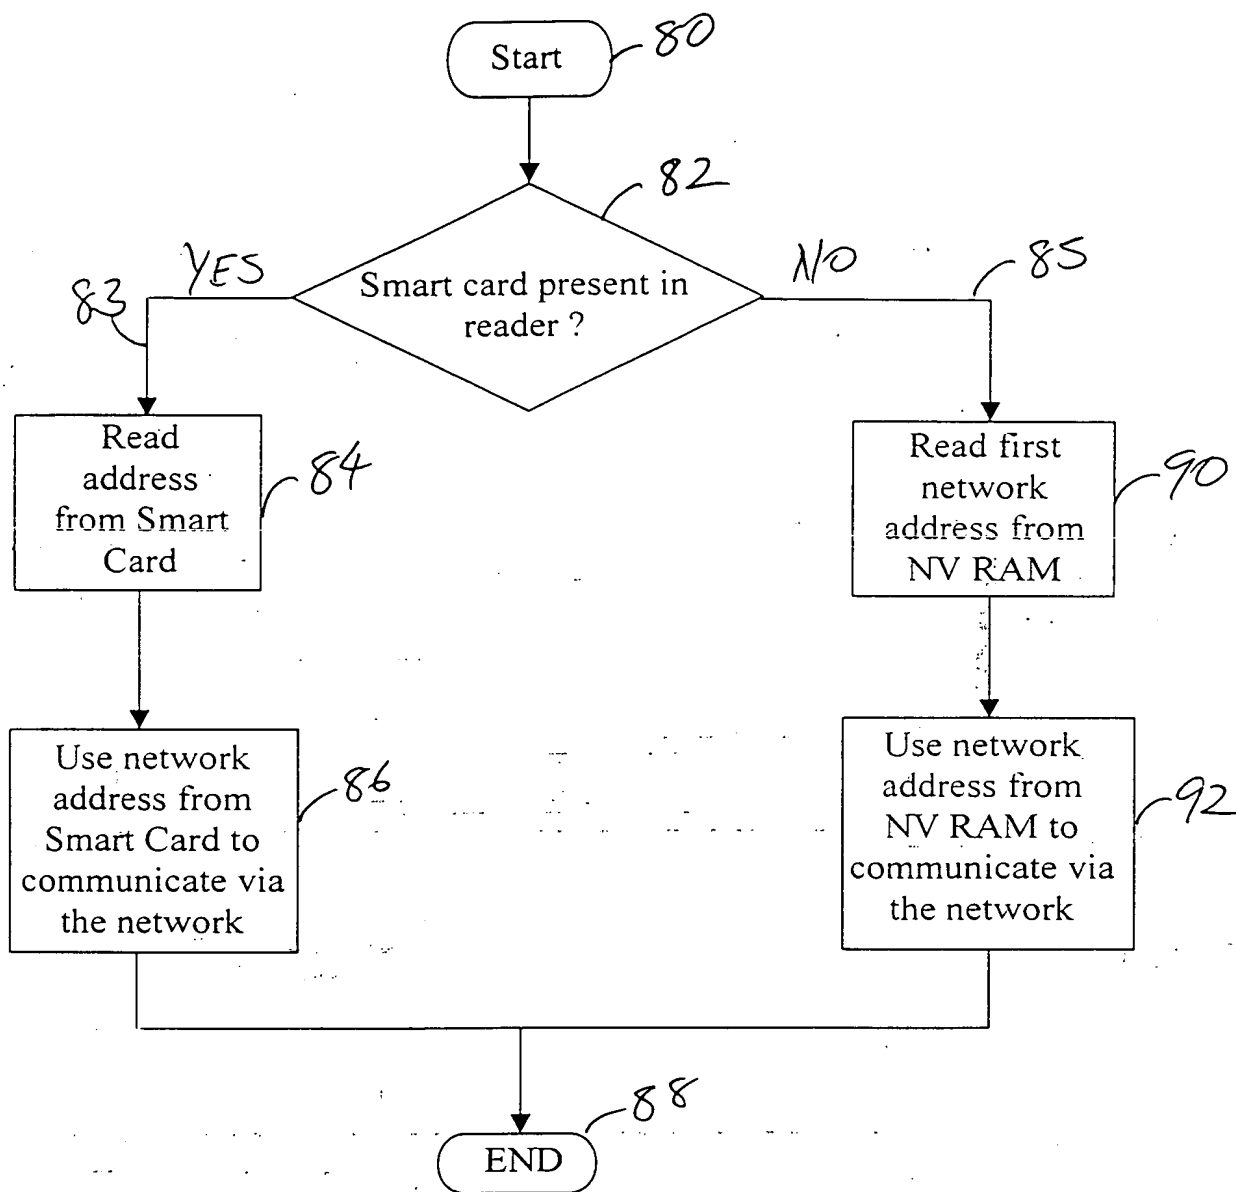 Start
80
82
YES
NO
85
83
Smart card present in
reader ?
Read
address
from Smart
Card
84
Read first
network
address from
NV RAM
90
Use network
address from
Smart Card to
communicate via
the network
86
Use network
address from
NV RAM to
communicate via
the network
92
88
END